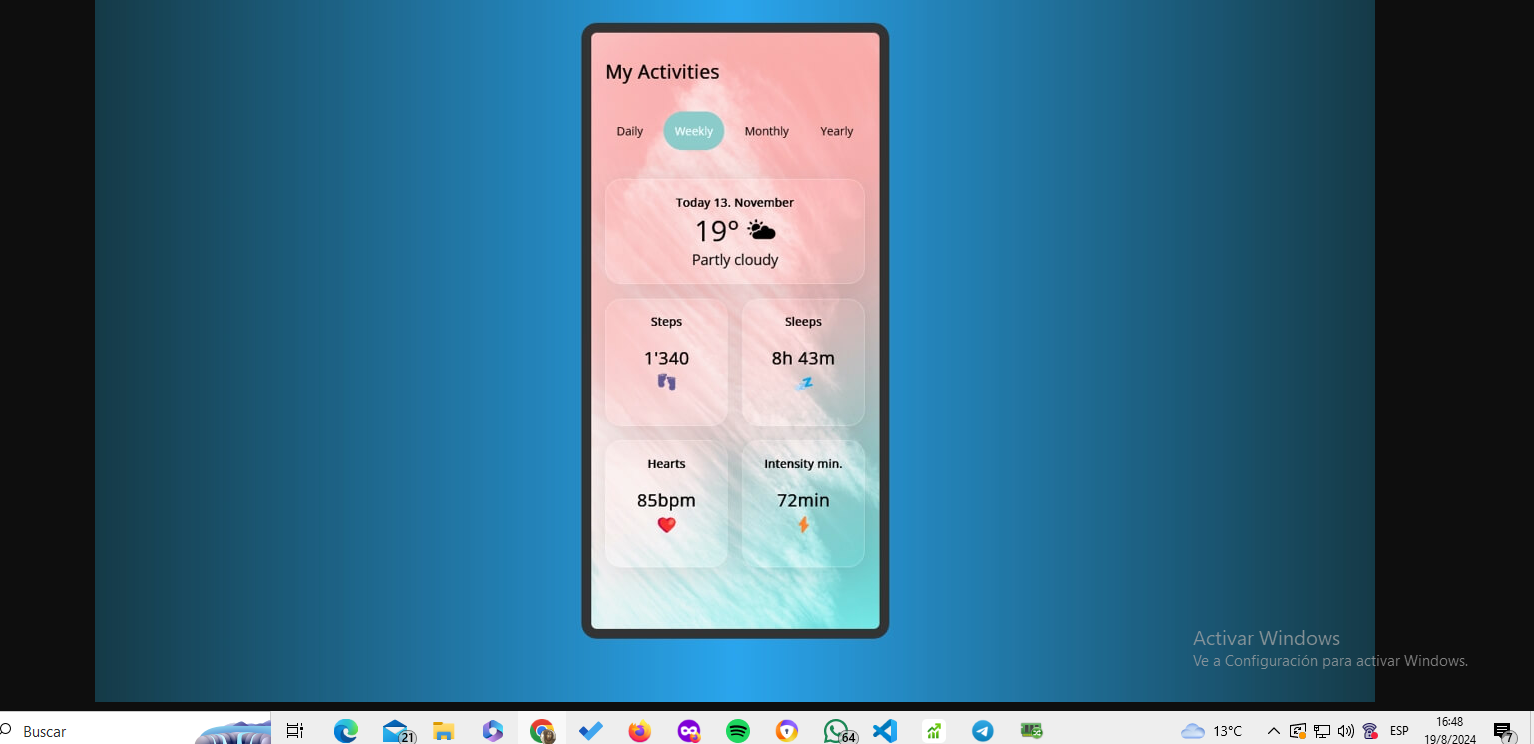 My Activities
Daily Weekly Monthly Yearly
Today 13. November
19°
Partly cloudy
Steps Sleeps
1'340 8h 43m
Hearts Intensity min.
85bpm 72min
Activar Windows
Ve a Configuración para activar Windows.
Buscar 21 64 13°C ESP 16:48
19/8/2024 7